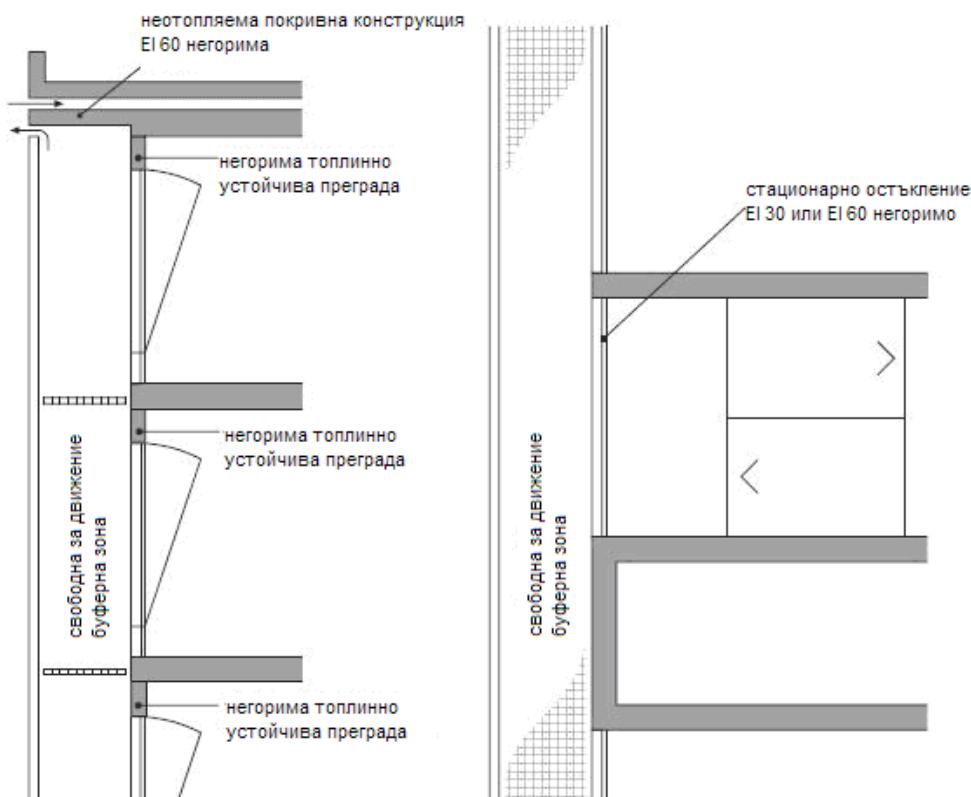 неотопляема покривна конструкция
EI 60 негорима
негорима топлинно
устойчива преграда
стационарно остъкление
EI 30 или EI 60 негоримо
негорима топлинно
устойчива преграда
свободна за движение
буферна зона
свободна за движение
буферна зона
негорима топлинно
устойчива преграда